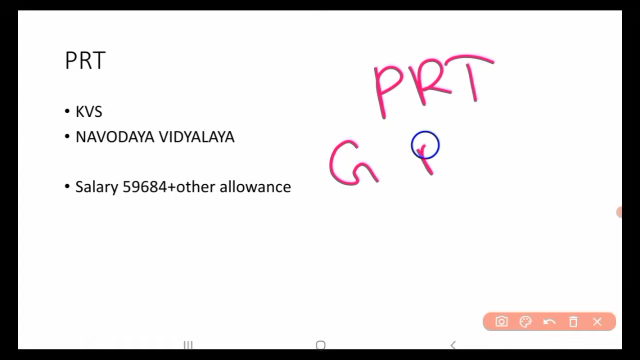 PRT
• KVS
• NAVODAYA VIDYALAYA
• Salary 59684+other allowance
PRT
G r